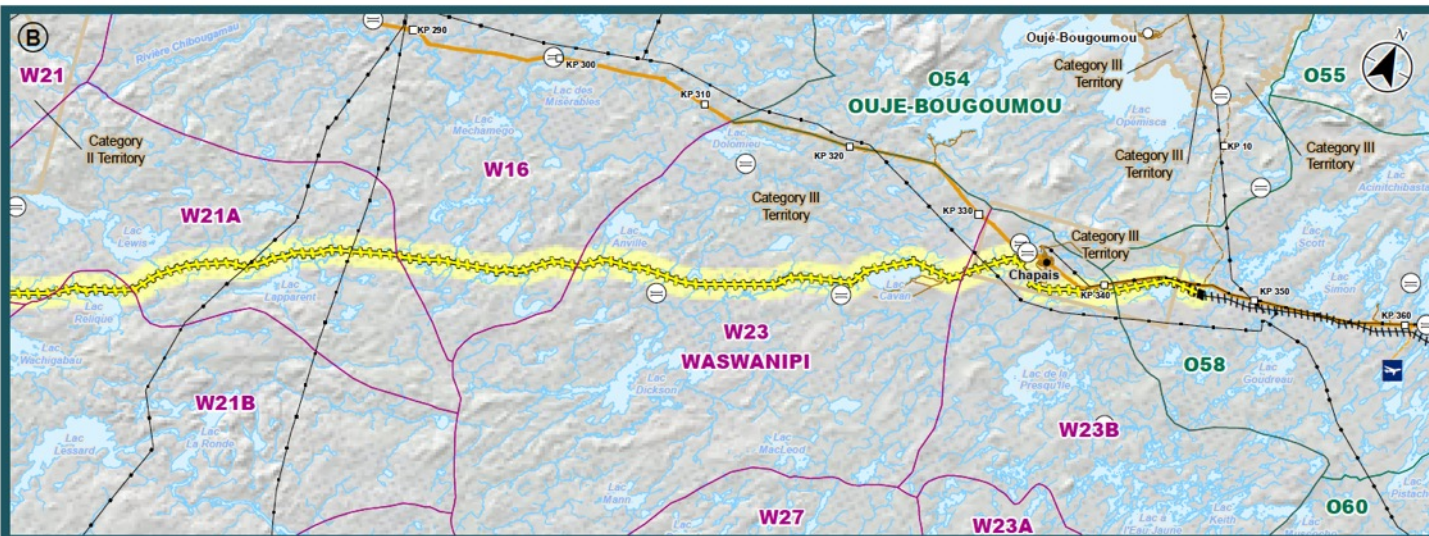 B
Rivière Chibougamau
KP 290
W21
KP 300
Lac des
Misérables
KP 310
Lac
Mechamego
Category
II Territory
W16
Lac
Dolomieu
O54
OUJE-BOUGOUMOU
KP 320
Oujé-Bougoumou
Category III
Territory
Lac
Opémisca
Category III
Territory
KP 10
Category III
Territory
O55
N
W21A
Lac
Lewis
Lac
Anville
Category III
Territory
KP 330
Category III
Territory
Chapais
Lac
Scott
Lac
Simon
Lac
Relique
Lac
Lapparent
Lac
Cavan
KP 340
KP 350
KP 360
Lac
Wachigabau
W23
WASWANIPI
O58
Lac
Goudreau
W21B
Lac
Dickson
Lac de la
Presqu'île
Lac
Lessard
Lac
La Ronde
Lac
MacLeod
W23B
Lac
Mann
W27
W23A
Lac
Lac à
l'Eau Jaune
Lac
Keith
O60
Lac